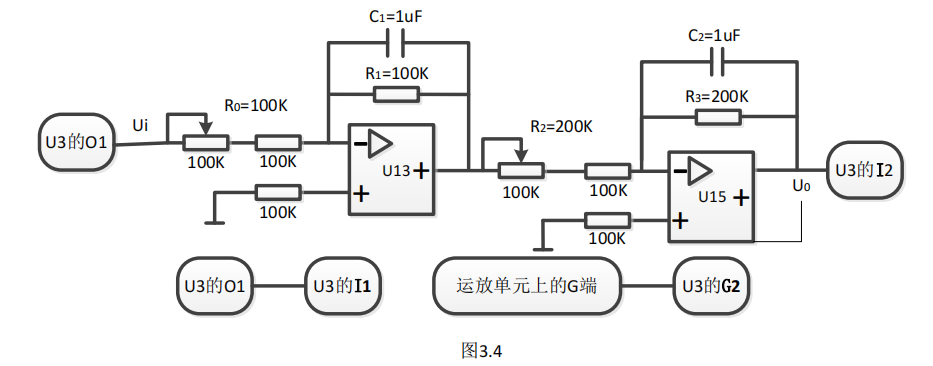 C₁=1uF
R₁=100K
R₀=100K
Ui
U3的O1
100K
100K
100K
U13
C₂=1uF
R₃=200K
R₂=200K
100K
100K
100K
U15
U₀
U3的I2
U3的O1
U3的I1
运放单元上的G端
U3的G2
图3.4